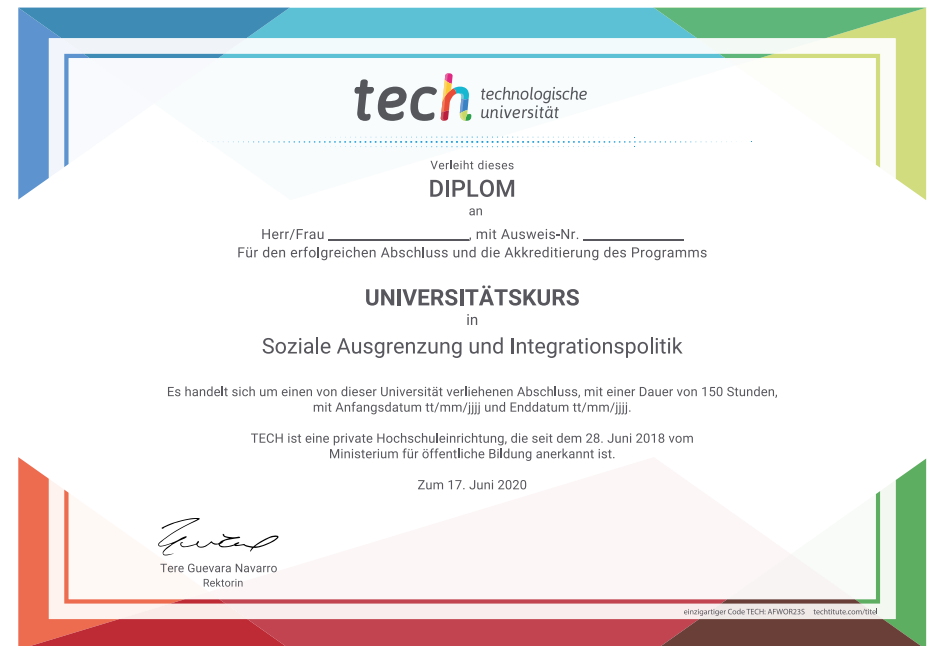 tech technologische
universität
Verleiht dieses
DIPLOM
an
Herr/Frau ____________________, mit Ausweis-Nr. ______________
Für den erfolgreichen Abschluss und die Akkreditierung des Programms
UNIVERSITÄTSKURS
in
Soziale Ausgrenzung und Integrationspolitik
Es handelt sich um einen von dieser Universität verliehenen Abschluss, mit einer Dauer von 150 Stunden,
mit Anfangsdatum tt/mm/jjjj und Enddatum tt/mm/jjjj.
TECH ist eine private Hochschuleinrichtung, die seit dem 28. Juni 2018 vom
Ministerium für öffentliche Bildung anerkannt ist.
Zum 17. Juni 2020
Tere Guevara Navarro
Rektorin
einzigartiger Code TECH: AFWOR23S techtitute.com/titel